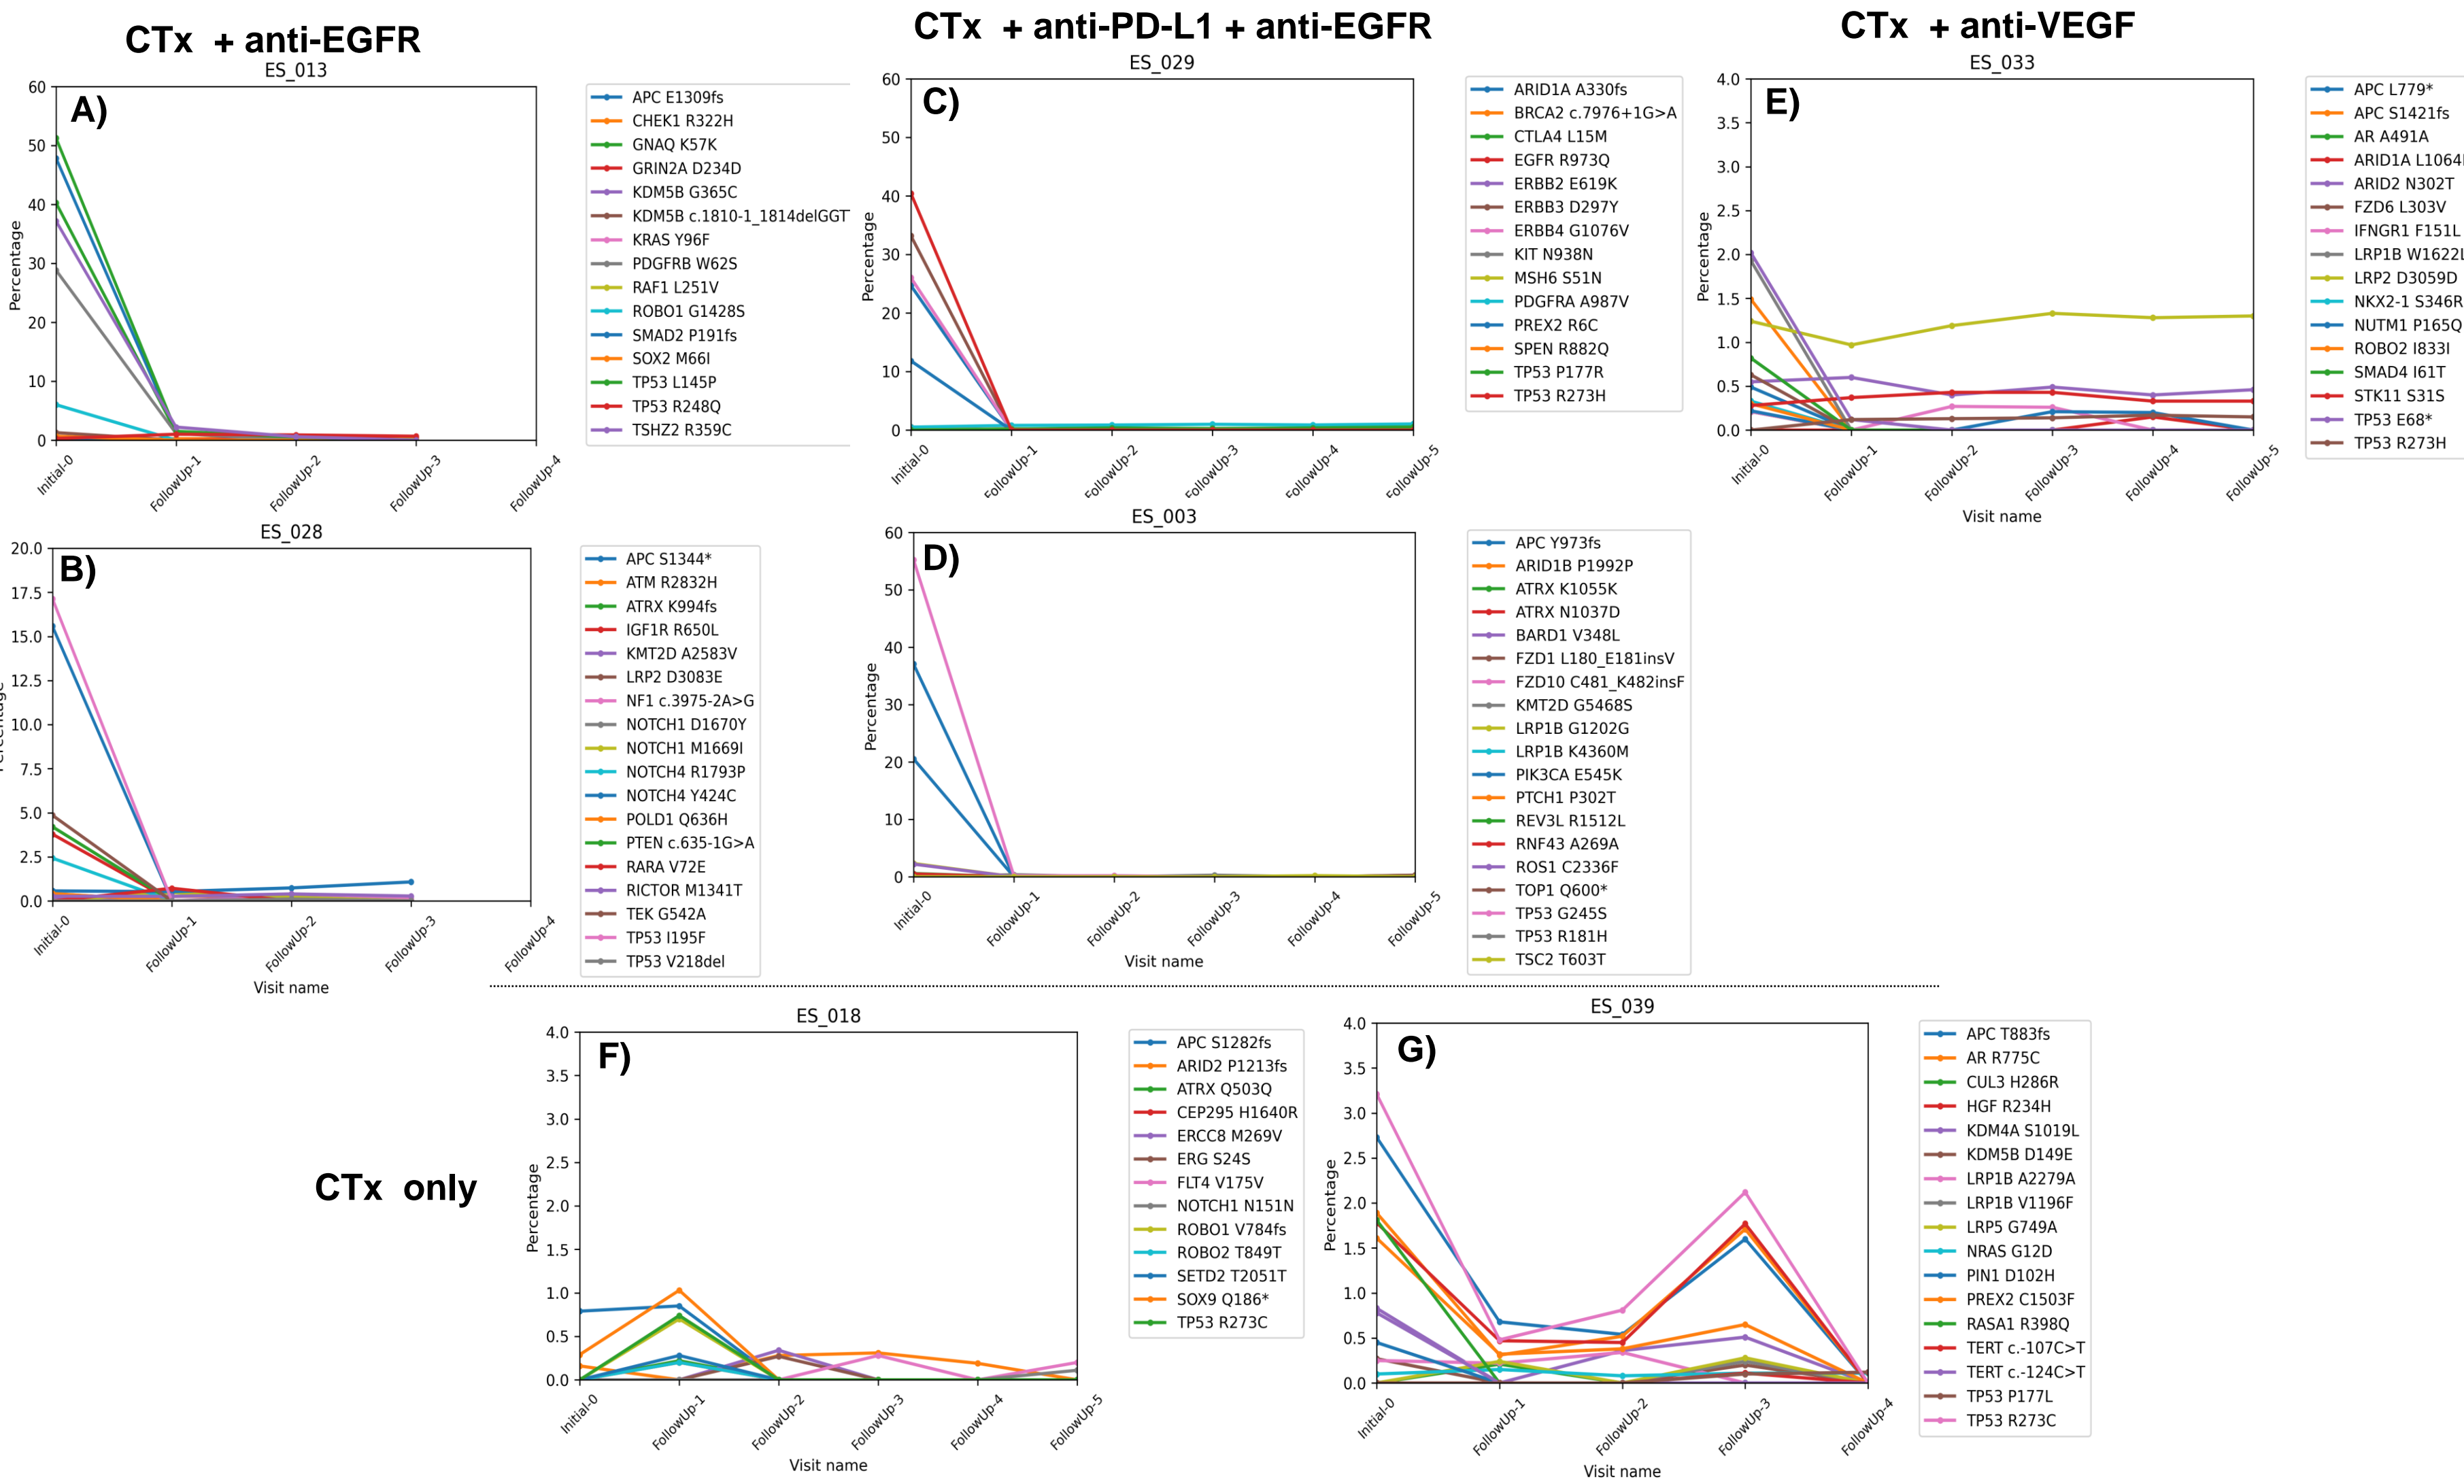 CTx + anti-EGFR
CTx + anti-PD-L1 + anti-EGFR
CTx + anti-VEGF
ES_013
A)
60
50
40
30
20
10
0
Percentage
Initial-0
FollowUp-1
FollowUp-2
FollowUp-3
FollowUp-4
APC E1309fs
CHEK1 R322H
GNAQ K57K
GRIN2A D234D
KDM5B G365C
KDM5B c.1810-1_1814delGGT
KRAS Y96F
PDGFRB W62S
RAF1 L251V
ROBO1 G1428S
SMAD2 P191fs
SOX2 M66I
TP53 L145P
TP53 R248Q
TSHZ2 R359C
ES_029
C)
60
50
40
30
20
10
0
Percentage
Initial-0
FollowUp-1
FollowUp-2
FollowUp-3
FollowUp-4
FollowUp-5
ARID1A A330fs
BRCA2 c.7976+1G>A
CTLA4 L15M
EGFR R973Q
ERBB2 E619K
ERBB3 D297Y
ERBB4 G1076V
KIT N938N
MSH6 S51N
PDGFRA A987V
PREX2 R6C
SPEN R882Q
TP53 P177R
TP53 R273H
ES_033
E)
4.0
3.5
3.0
2.5
2.0
1.5
1.0
0.5
0.0
Percentage
Initial-0
FollowUp-1
FollowUp-2
FollowUp-3
FollowUp-4
FollowUp-5
Visit name
APC L779*
APC S1421fs
AR A491A
ARID1A
ARID2 N302T
FZD6 L303V
IFNGR1 F151L
LRP1B W1622L
LRP2 D3059D
NKX2-1 S346R
NUTM1 P165Q
ROBO2 I833I
SMAD4 I61T
STK11 S31S
TP53 E68*
TP53 R273H
ES_028
B)
20.0
17.5
15.0
12.5
10.0
7.5
5.0
2.5
0.0
Percentage
Initial-0
FollowUp-1
FollowUp-2
FollowUp-3
FollowUp-4
Visit name
APC S1344*
ATM R2832H
ATRX K994fs
IGF1R R650L
KMT2D A2583V
LRP2 D3083E
NF1 c.3975-2A>G
NOTCH1 D1670Y
NOTCH1 M1669I
NOTCH4 R1793P
NOTCH4 Y424C
POLD1 Q636H
PTEN c.635-1G>A
RARA V72E
RICTOR M1341T
TEK G542A
TP53 I195F
TP53 V218del
ES_003
D)
60
50
40
30
20
10
0
Percentage
Initial-0
FollowUp-1
FollowUp-2
FollowUp-3
FollowUp-4
FollowUp-5
Visit name
APC Y973fs
ARID1B P1992P
ATRX K1055K
ATRX N1037D
BARD1 V348L
FZD1 L180_E181insV
FZD10 C481_K482insF
KMT2D G5468S
LRP1B G1202G
LRP1B K4360M
PIK3CA E545K
PTCH1 P302T
REV3L R1512L
RNF43 A269A
ROS1 C2336F
TOP1 Q600*
TP53 G245S
TP53 R181H
TSC2 T603T
CTx only
ES_018
F)
4.0
3.5
3.0
2.5
2.0
1.5
1.0
0.5
0.0
Percentage
Initial-0
FollowUp-1
FollowUp-2
FollowUp-3
FollowUp-4
FollowUp-5
Visit name
APC S1282fs
ARID2 P1213fs
ATRX Q503Q
CEP295 H1640R
ERCC8 M269V
ERG S24S
FLT4 V175V
NOTCH1 N151N
ROBO1 V784fs
ROBO2 T849T
SETD2 T2051T
SOX9 Q186*
TP53 R273C
ES_039
G)
4.0
3.5
3.0
2.5
2.0
1.5
1.0
0.5
0.0
Percentage
Initial-0
FollowUp-1
FollowUp-2
FollowUp-3
FollowUp-4
Visit name
APC T883fs
AR R775C
CUL3 H286R
HGF R234H
KDM4A S1019L
KDM5B D149E
LRP1B A2279A
LRP1B V1196F
LRP5 G749A
NRAS G12D
PIN1 D102H
PREX2 C1503F
RASA1 R398Q
TERT c.-107C>T
TERT c.-124C>T
TP53 P177L
TP53 R273C